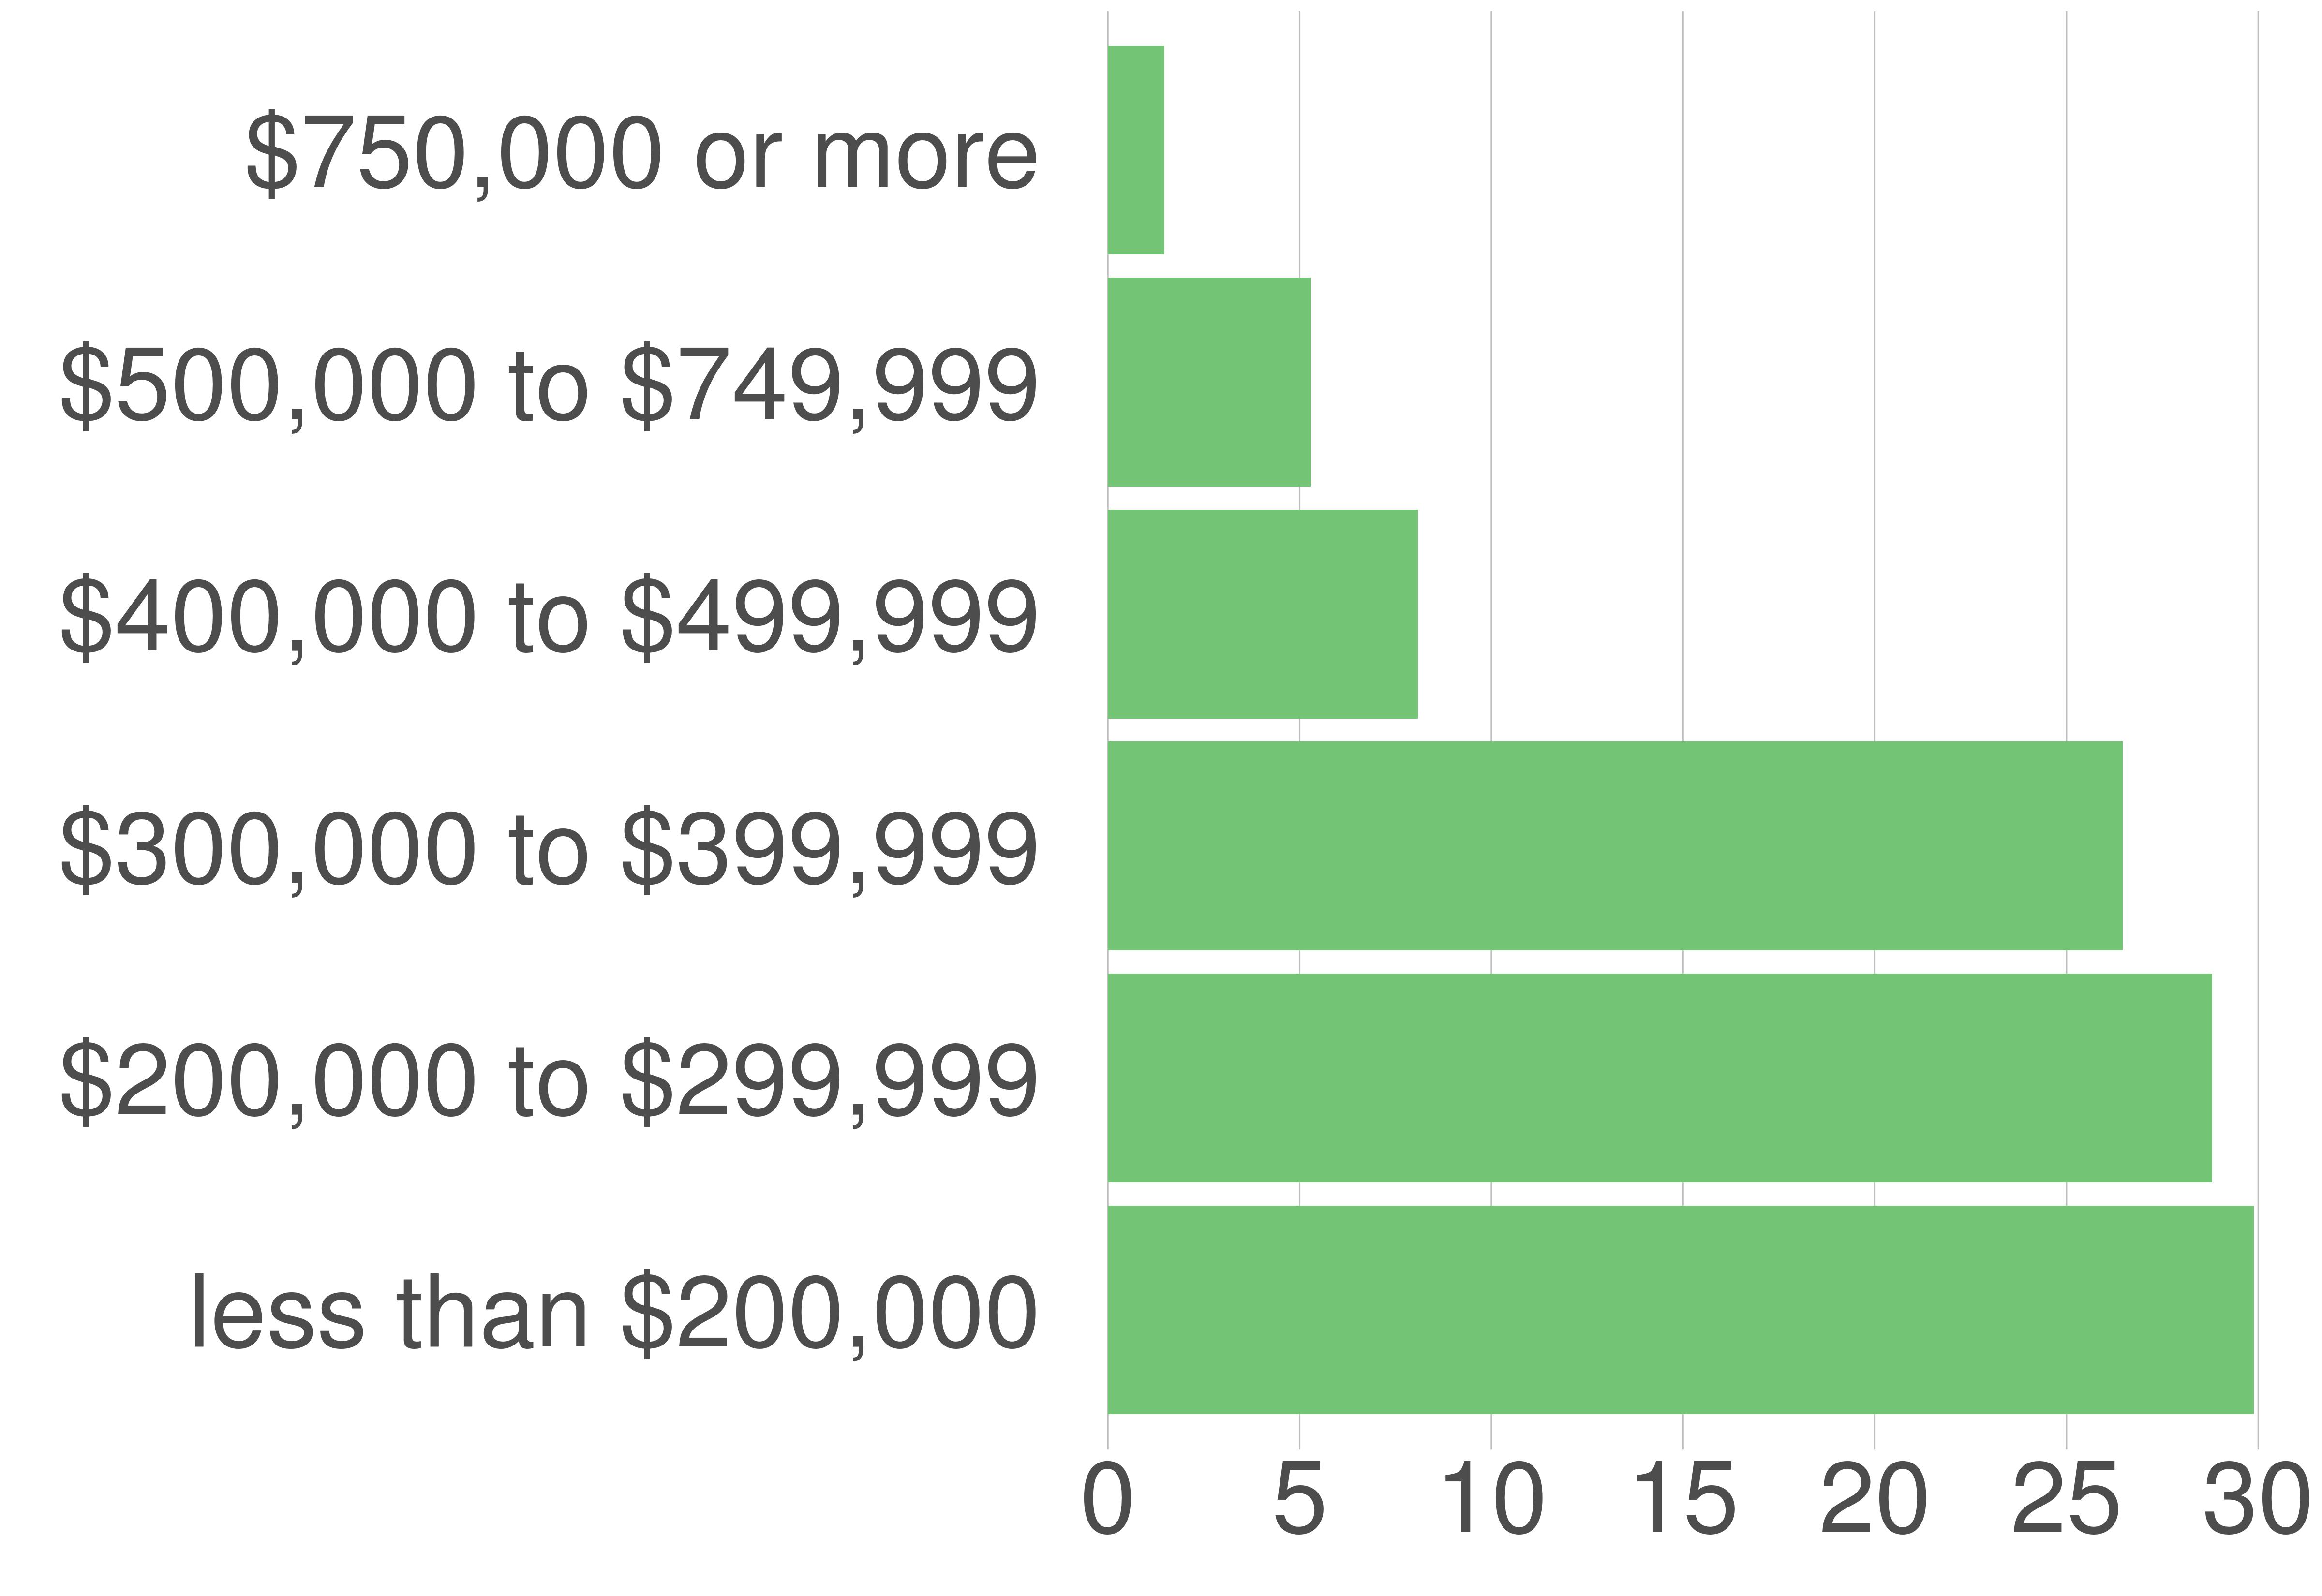 $750,000 or more
$500,000 to $749,999
$400,000 to $499,999
$300,000 to $399,999
$200,000 to $299,999
less than $200,000
0 5 10 15 20 25 30